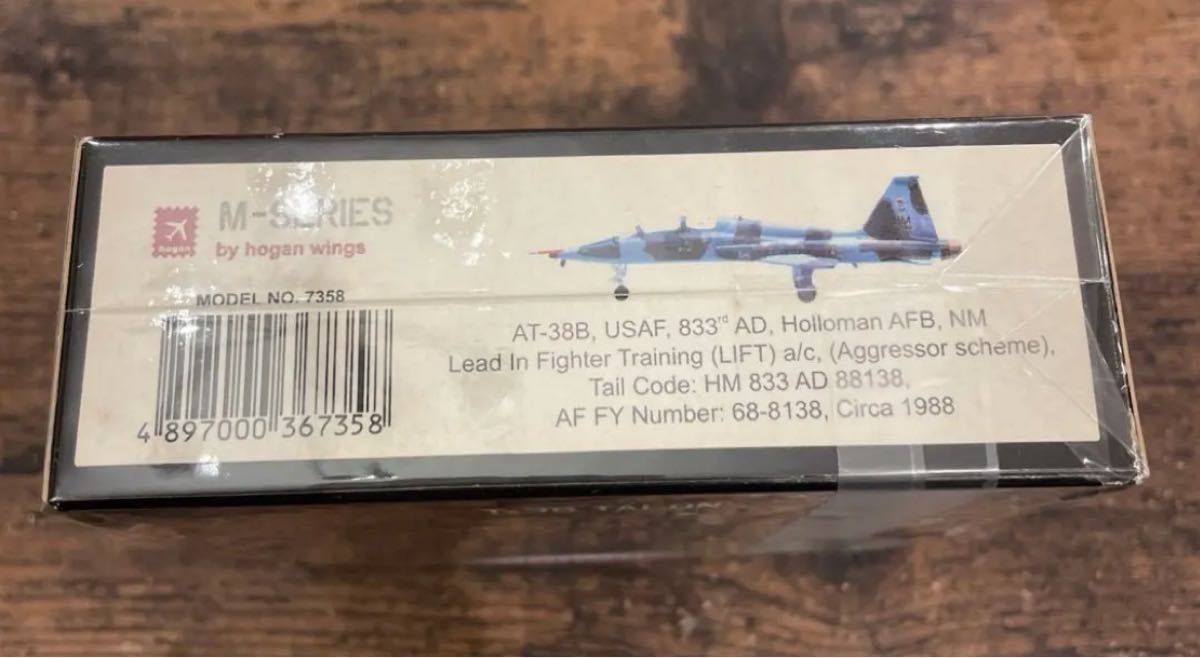 M-SERIES
hogan
by hogan wings
MODEL NO. 7358
4 897000 367358
AT-38B, USAF, 833rd AD, Holloman AFB, NM
Lead In Fighter Training (LIFT) a/c, (Aggressor scheme),
Tail Code: HM 833 AD 88138,
AF FY Number: 68-8138, Circa 1988